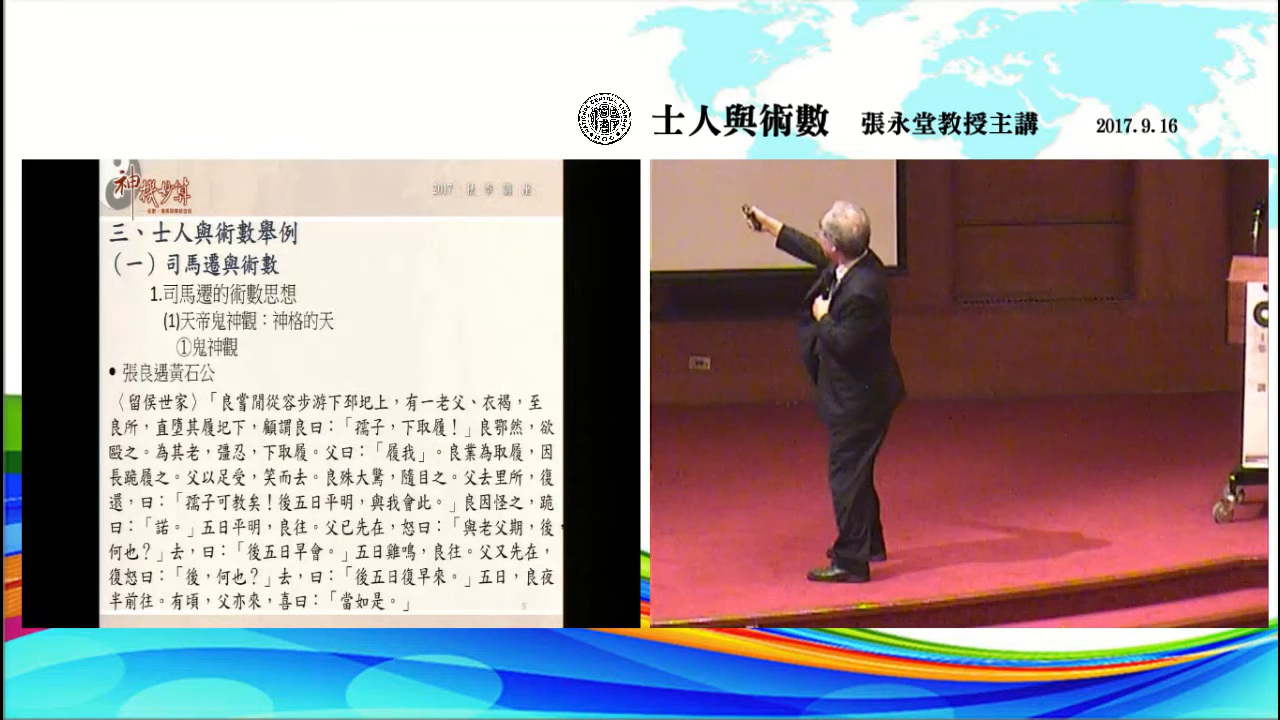 士人與術數 張永堂教授主講 2017.9.16
神機妙算
2017 秋季講座
三、士人與術數舉例
（一）司馬遷與術數
1.司馬遷的術數思想
(1)天帝鬼神觀：神格的天
①鬼神觀
• 張良遇黃石公
〈留侯世家〉「良嘗閒從容步游下邳圯上，有一老父、衣褐，至
良所，直墮其履圯下，顧謂良曰：「孺子，下取履！」良鄂然，欲
毆之。為其老，彊忍，下取履。父曰：「履我」。良業為取履，因
長跪履之。父以足受，笑而去。良殊大驚，隨目之。父去里所，復
還，曰：「孺子可教矣！後五日平明，與我會此。」良因怪之，跪
曰：「諾。」五日平明，良往。父已先在，怒曰：「與老父期，後，
何也？」去，曰：「後五日早會。」五日雞鳴，良往。父又先在，
復怒曰：「後，何也？」去，曰：「後五日復早來。」五日，良夜
半前往。有頃，父亦來，喜曰：「當如是。」